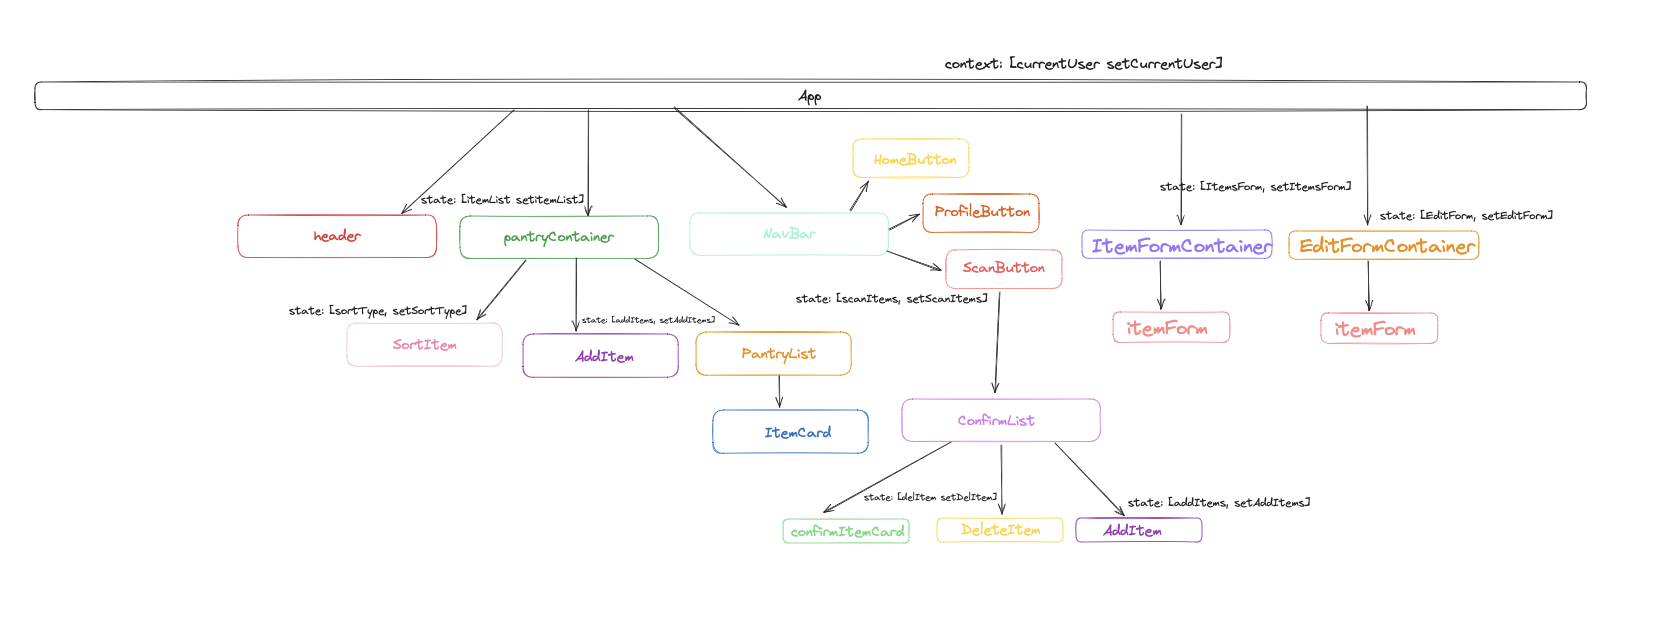 context: [currentUser setCurrentUser]
App
HomeButton
state: [ItemsForm, setItemsForm]
state: [itemList setitemList]
ProfileButton
state: [EditForm, setEditForm]
header
pantryContainer
NavBar
ItemFormContainer
EditFormContainer
ScanButton
state: [scanItems, setScanItems]
state: [sortType, setSortType]
state: [addItems, setAddItems]
itemForm
itemForm
SortItem
AddItem
PantryList
ItemCard
ConfirmList
state: [delItem setDelItem]
state: [addItems, setAddItems]
confirmItemCard
DeleteItem
AddItem